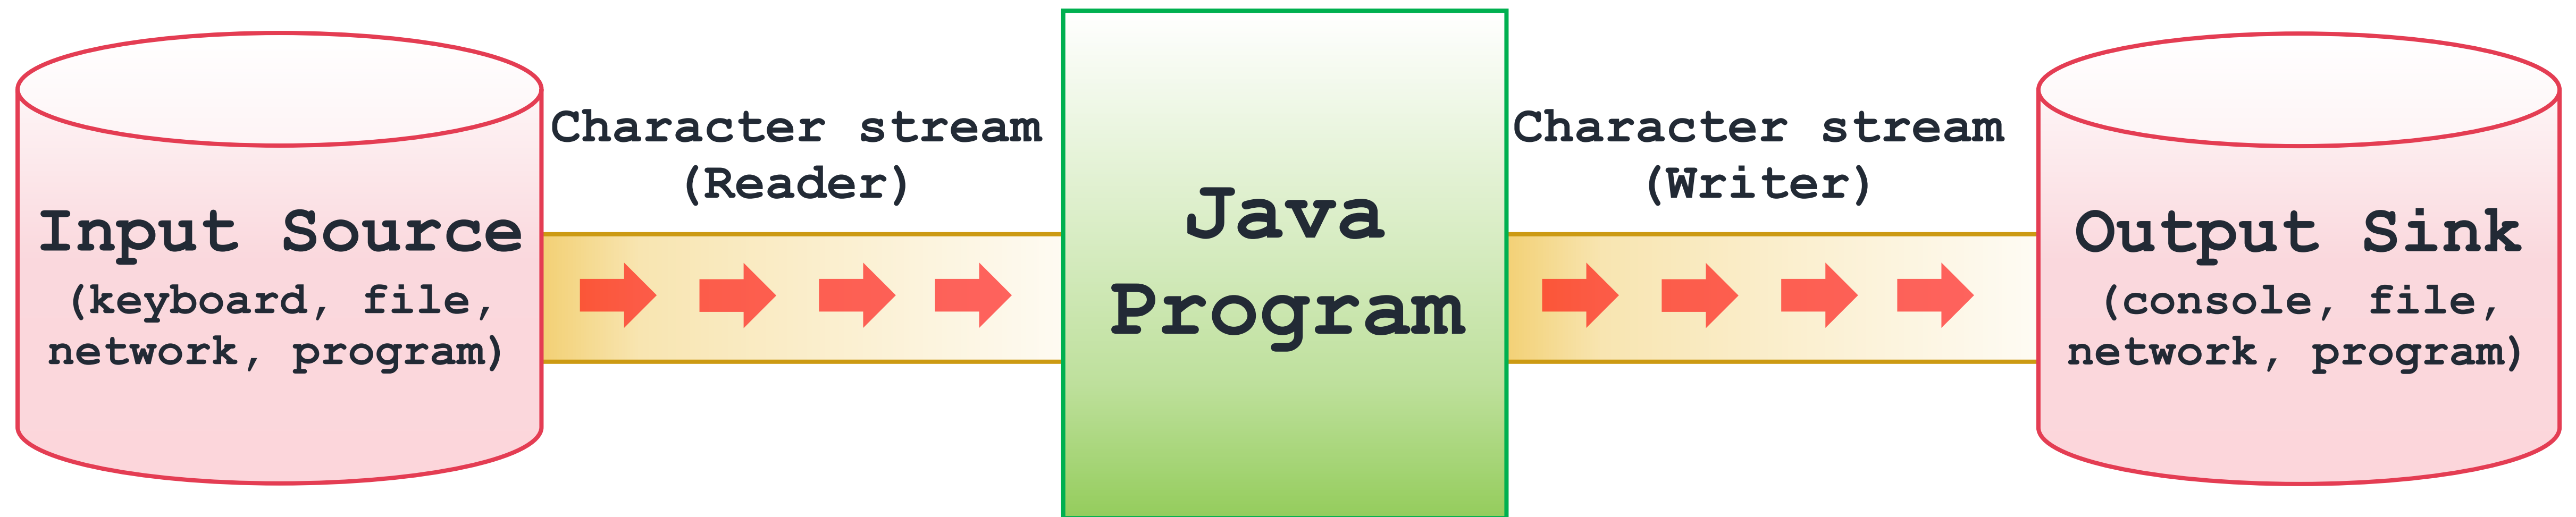 Input Source
(keyboard, file,
network, program)
Character stream
(Reader)
Java
Program
Character stream
(Writer)
Output Sink
(console, file,
network, program)